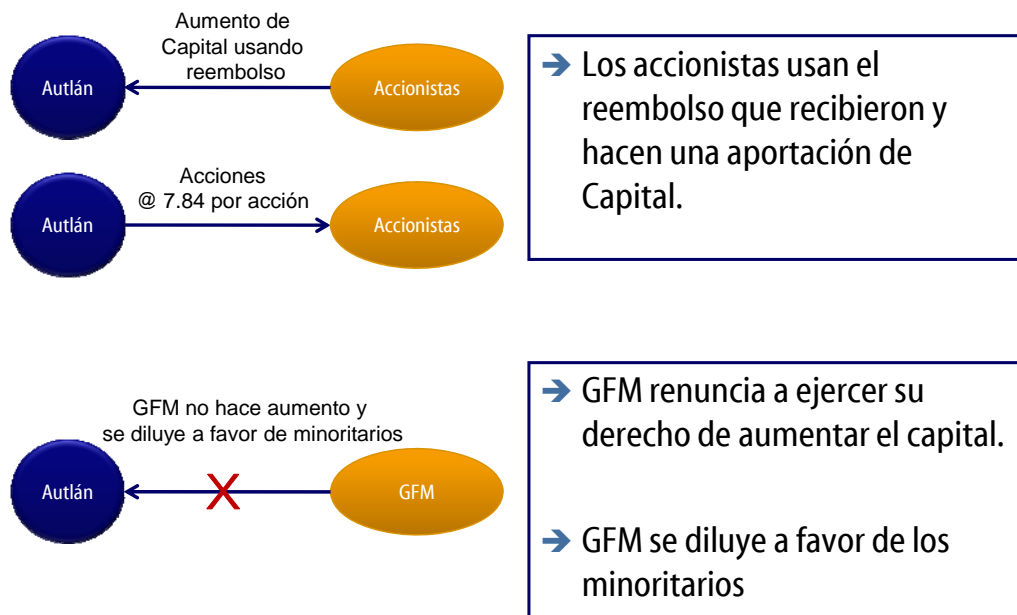 Aumento de
Capital usando
reembolso
Autlán
Accionistas
Acciones
@ 7.84 por acción
Autlán
Accionistas
➔ Los accionistas usan el
reembolso que recibieron y
hacen una aportación de
Capital.
GFM no hace aumento y
se diluye a favor de minoritarios
Autlán
X
GFM
➔ GFM renuncia a ejercer su
derecho de aumentar el capital.
➔ GFM se diluye a favor de los
minoritarios